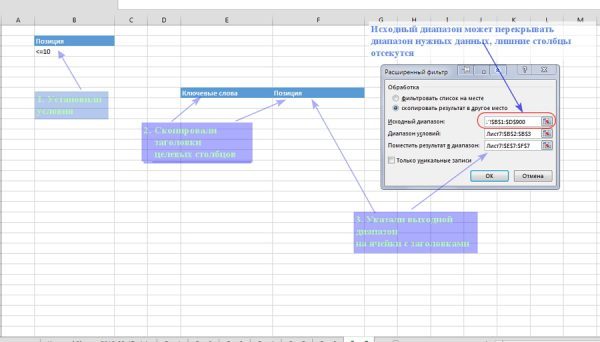 Исходный диапазон может перекрывать
диапазон нужных данных, лишние столбцы
отсекутся
A B C D E F G H I J K L M
Позиция
<=10
1. Установили
условия
Ключевые слова Позиция
2. Скопировали
заголовки
целевых столбцов
3. Указали выходной
диапазон
на ячейки с заголовками
Расширенный фильтр
Обработка
фильтровать список на месте
скопировать результат в другое место
Исходный диапазон: $B$1:$D$900
Диапазон условий: Лист7!$B$2:$B$3
Поместить результат в диапазон: Лист7!$E$7:$F$7
Только уникальные записи
ОК Отмена